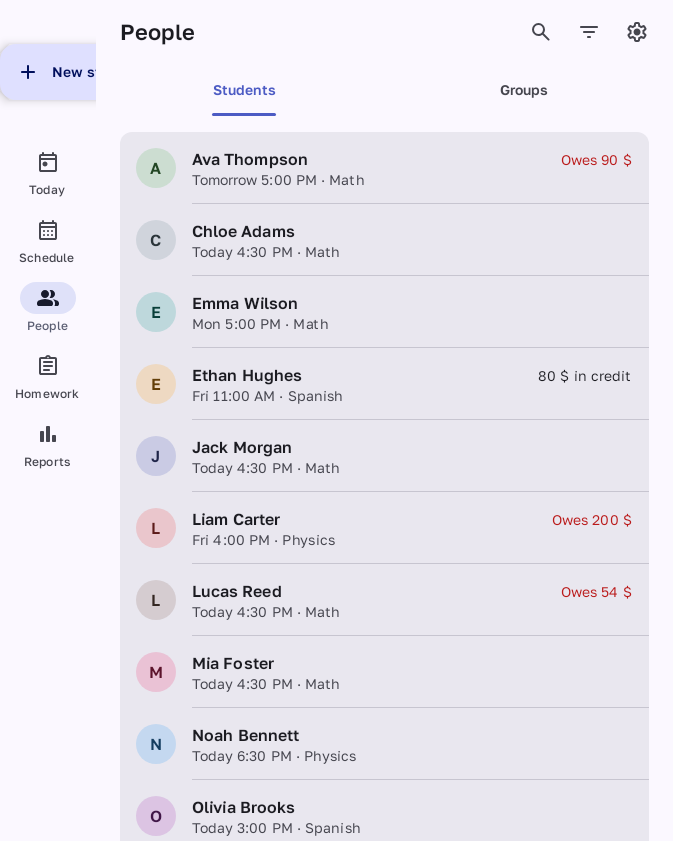 People
New
Today
Schedule
People
Homework
Reports
Students
Groups
A
Ava Thompson
Owes 90 $
Tomorrow 5:00 PM · Math
C
Chloe Adams
Today 4:30 PM · Math
E
Emma Wilson
Mon 5:00 PM · Math
E
Ethan Hughes
80 $ in credit
Fri 11:00 AM · Spanish
J
Jack Morgan
Today 4:30 PM · Math
L
Liam Carter
Owes 200 $
Fri 4:00 PM · Physics
L
Lucas Reed
Owes 54 $
Today 4:30 PM · Math
M
Mia Foster
Today 4:30 PM · Math
N
Noah Bennett
Today 6:30 PM · Physics
O
Olivia Brooks
Today 3:00 PM · Spanish